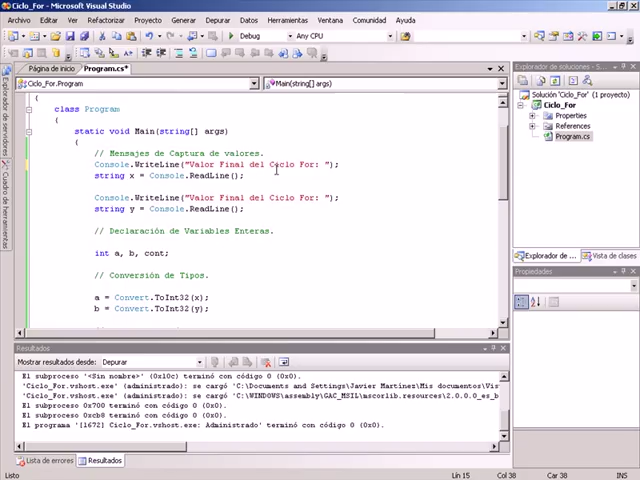 Ciclo_For - Microsoft Visual Studio
Archivo Editar Ver Refactorizar Proyecto Generar Depurar Datos Herramientas Ventana Comunidad Ayuda
Debug Any CPU
Página de inicio Program.cs*
Ciclo_For.Program Main(string[] args)
{
class Program
{
static void Main(string[] args)
{
// Mensajes de Captura de valores.
Console.WriteLine("Valor Final del Ciclo For: ");
string x = Console.ReadLine();
Console.WriteLine("Valor Final del Ciclo For: ");
string y = Console.ReadLine();
// Declaración de Variables Enteras.
int a, b, cont;
// Conversión de Tipos.
a = Convert.ToInt32(x);
b = Convert.ToInt32(y);
Explorador de servidores
Cuadro de herramientas
Explorador de soluciones
Solución 'Ciclo_For' (1 proyecto)
Ciclo_For
Properties
References
Program.cs
Explorador de ... Vista de clases
Propiedades
Resultados
Mostrar resultados desde: Depurar
El subproceso '<Sin nombre>' (0x10c) terminó con código 0 (0x0).
'Ciclo_For.vshost.exe' (administrado): se cargó 'C:\Documents and Settings\Javier Martínez\Mis documentos\Vis
'Ciclo_For.vshost.exe' (administrado): se cargó 'C:\WINDOWS\assembly\GAC_MSIL\mscorlib.resources\2.0.0.0_es_b
El subproceso 0x700 terminó con código 0 (0x0).
El subproceso 0xcb8 terminó con código 0 (0x0).
El programa '[1672] Ciclo_For.vshost.exe: Administrado' terminó con código 0 (0x0).
Lista de errores Resultados
Listo Lín 15 Col 38 Car 38